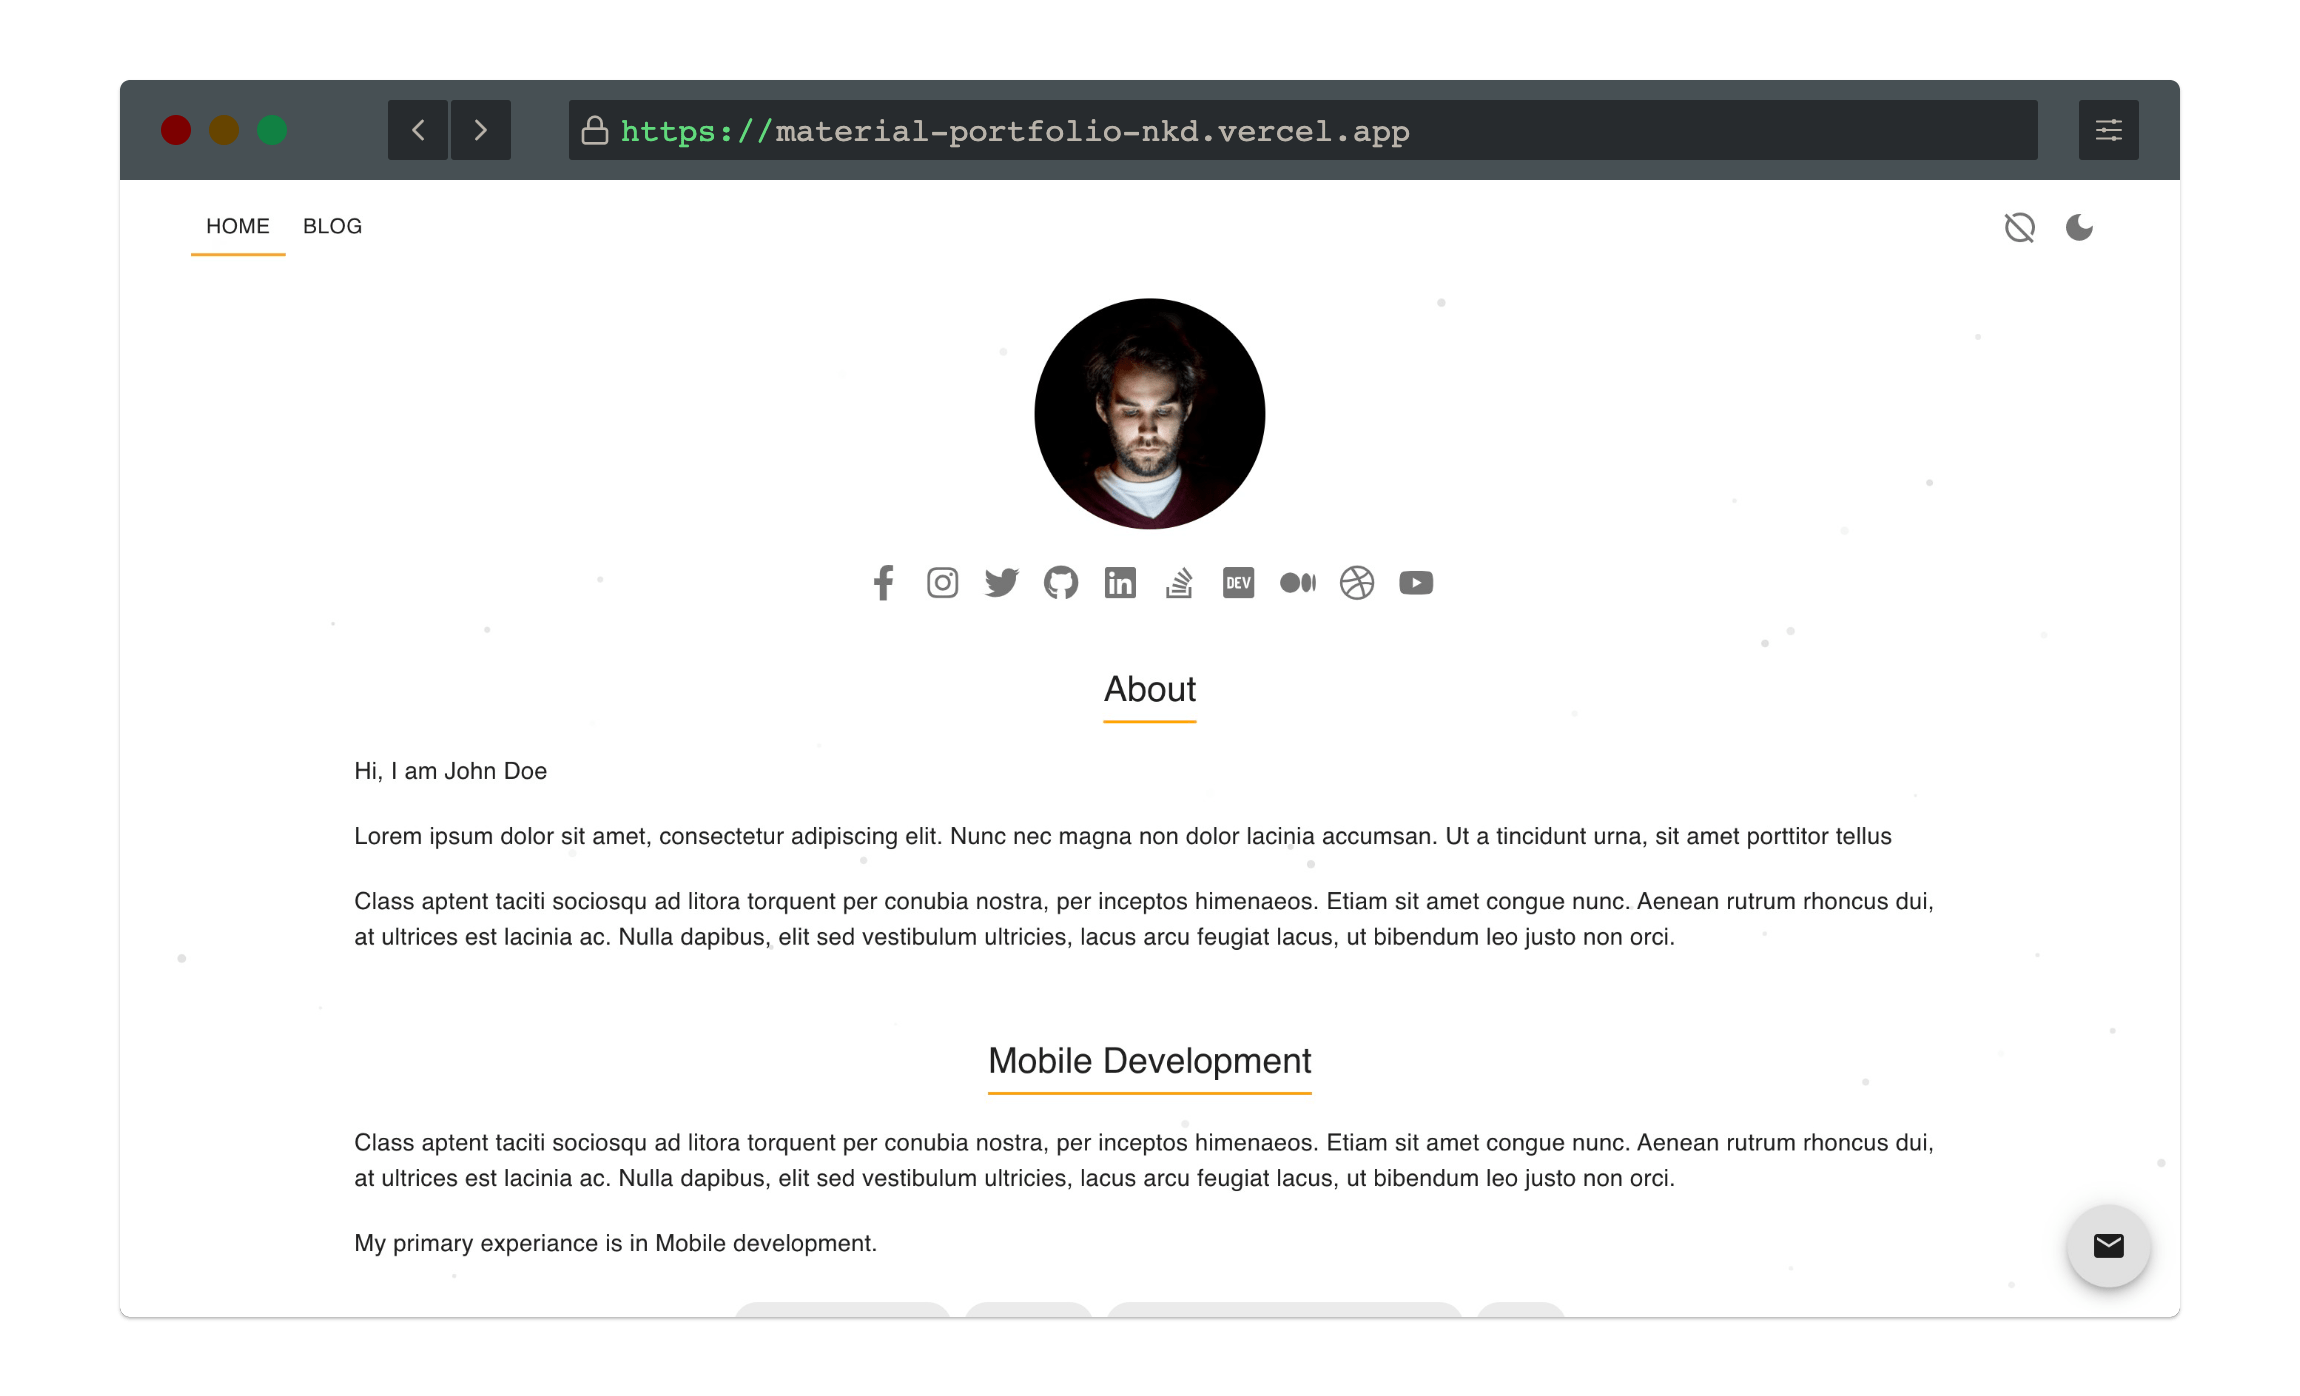 https://material-portfolio-nkd.vercel.app
HOME BLOG
DEV
About
Hi, I am John Doe
Lorem ipsum dolor sit amet, consectetur adipiscing elit. Nunc nec magna non dolor lacinia accumsan. Ut a tincidunt urna, sit amet porttitor tellus
Class aptent taciti sociosqu ad litora torquent per conubia nostra, per inceptos himenaeos. Etiam sit amet congue nunc. Aenean rutrum rhoncus dui,
at ultrices est lacinia ac. Nulla dapibus, elit sed vestibulum ultricies, lacus arcu feugiat lacus, ut bibendum leo justo non orci.
Mobile Development
Class aptent taciti sociosqu ad litora torquent per conubia nostra, per inceptos himenaeos. Etiam sit amet congue nunc. Aenean rutrum rhoncus dui,
at ultrices est lacinia ac. Nulla dapibus, elit sed vestibulum ultricies, lacus arcu feugiat lacus, ut bibendum leo justo non orci.
My primary experiance is in Mobile development.